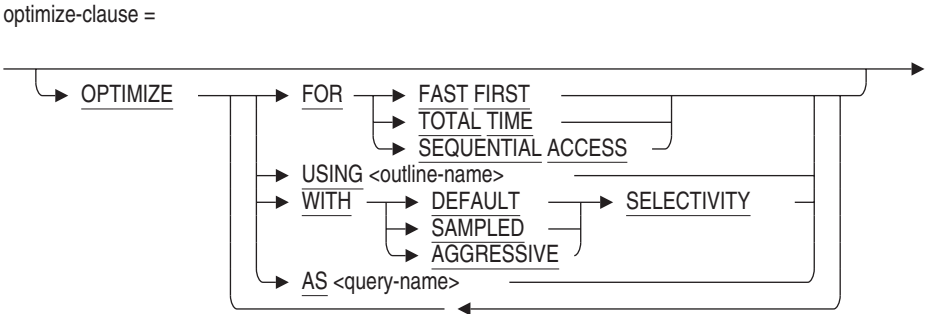 optimize-clause =
OPTIMIZE FOR FAST FIRST
TOTAL TIME
SEQUENTIAL ACCESS
USING <outline-name>
WITH DEFAULT SELECTIVITY
SAMPLED
AGGRESSIVE
AS <query-name>